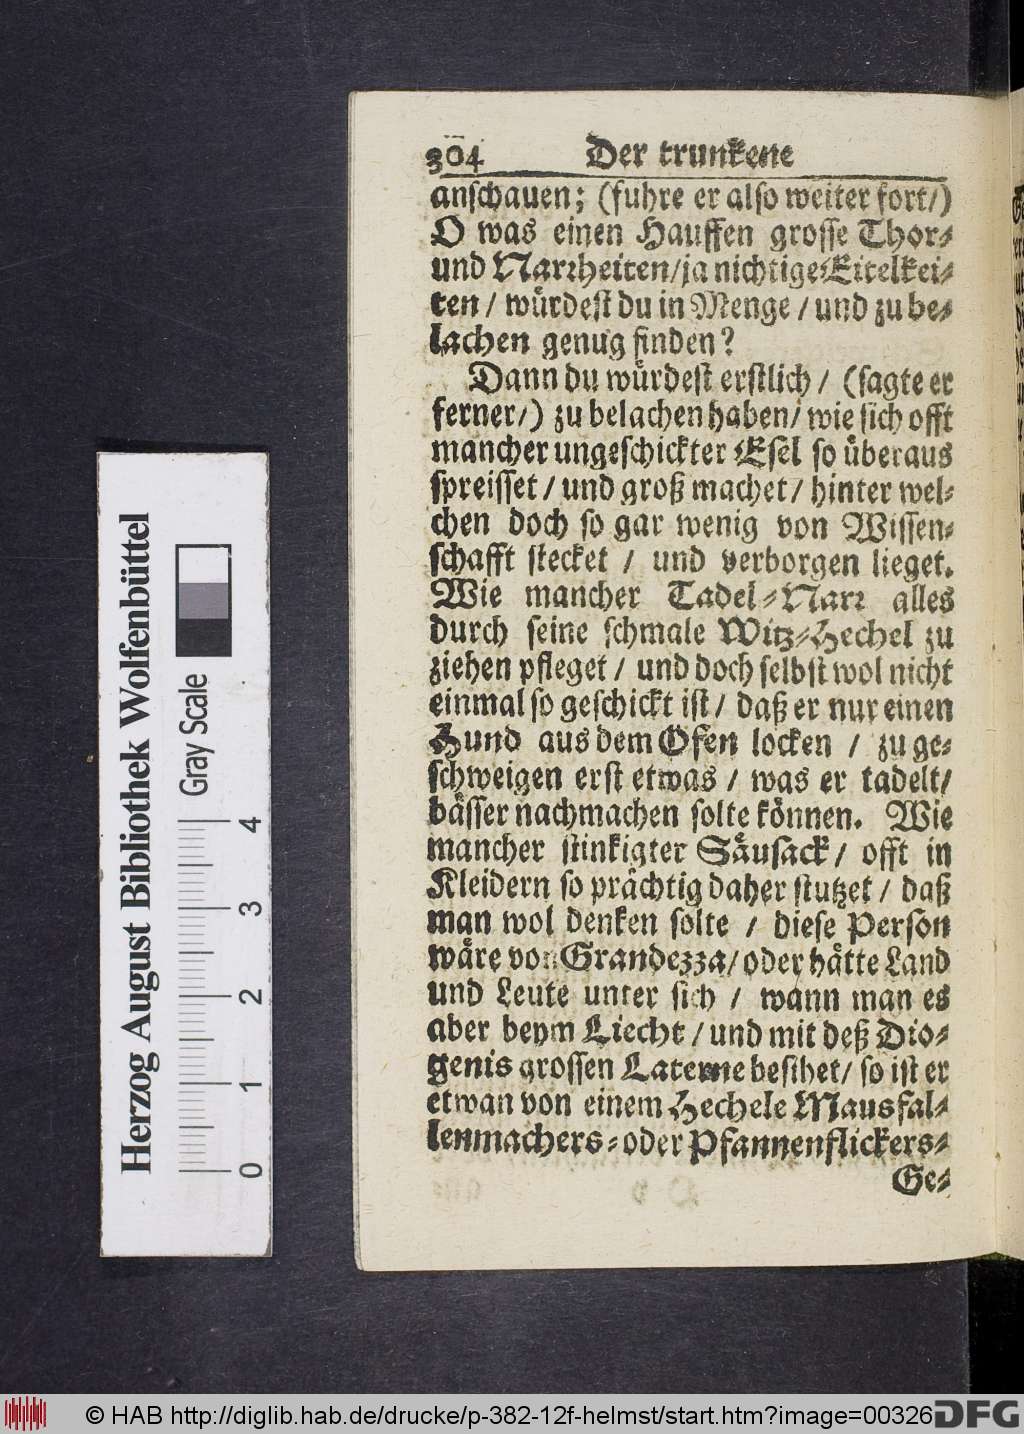 304 Der trunkene
anschauen; (fuhre er also weiter fort/)
O was einen Hauffen grosse Thor-
und Narrheiten/ja nichtige Eitelkei-
ten / würdest du in Menge / und zu be-
lachen genug finden?
Dann du würdest erstlich / (sagte er
ferner/) zu belachen haben/ wie sich offt
mancher ungeschickter Esel so überaus
spreisset / und groß machet / hinter wel-
chen doch so gar wenig von Wissen-
schafft stecket / und verborgen lieget.
Wie mancher Tadel-Narr alles
durch seine schmale Witz-Hechel zu
ziehen pfleget / und doch selbst wol nicht
einmal so geschickt ist / daß er nur einen
Hund aus dem Ofen locken / zu ge-
schweigen erst etwas / was er tadelt/
bässer nachmachen solte können. Wie
mancher stinkigter Säusack / offt in
Kleidern so prächtig daher stutzet / daß
man wol denken solte / diese Person
wäre von Grandezza/ oder hätte Land
und Leute unter sich / wann man es
aber beym Liecht / und mit deß Dio-
genis grossen Laterne besihet/ so ist er
etwan von einem Hechele Mausfal-
lenmachers-oder Pfannenflickers-
Ge-
Herzog August Bibliothek Wolfenbüttel
Gray Scale
0 1 2 3 4
© HAB http://diglib.hab.de/drucke/p-382-12f-helmst/start.htm?image=00326
DFG